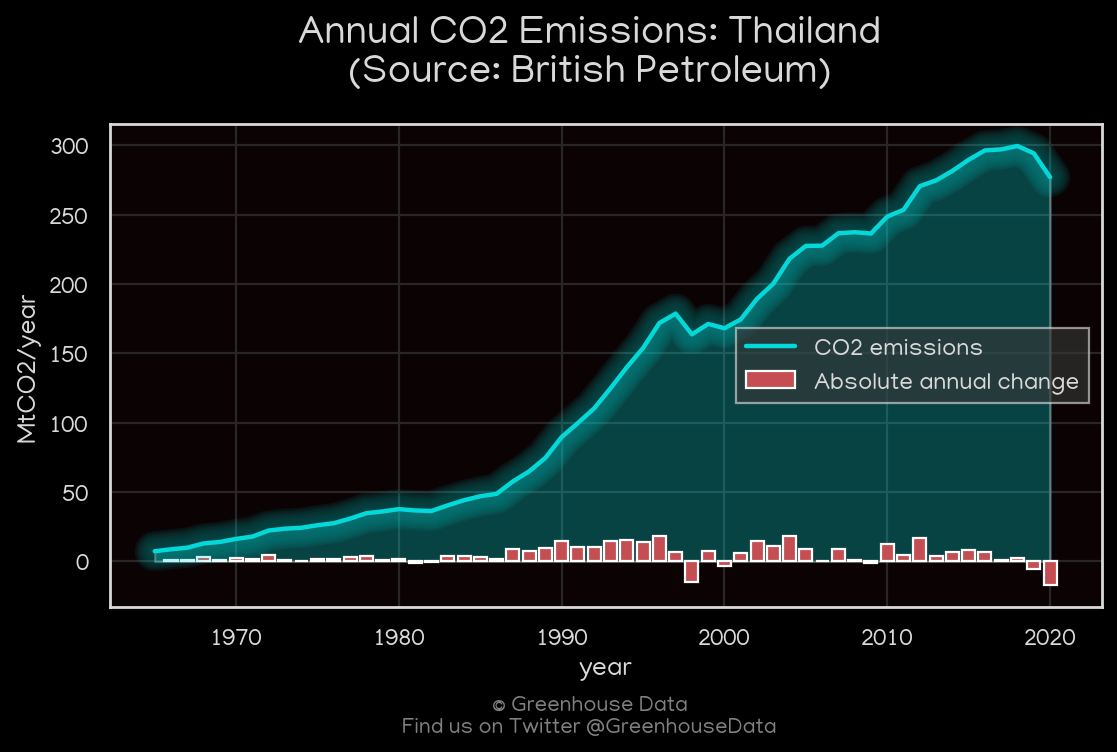 Annual CO2 Emissions: Thailand
(Source: British Petroleum)
MtCO2/year
300
250
200
150
100
50
0
CO2 emissions
Absolute annual change
1970 1980 1990 2000 2010 2020
year
© Greenhouse Data
Find us on Twitter @GreenhouseData